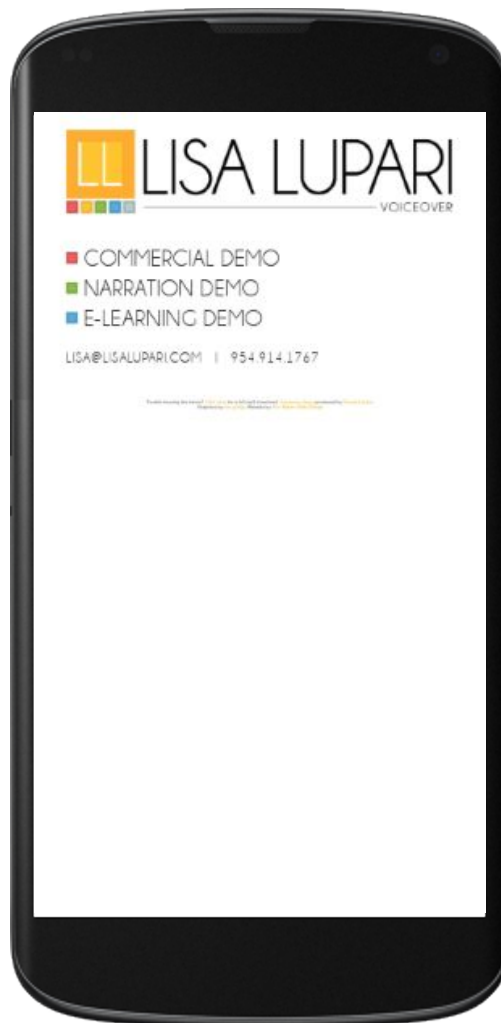 LL
LISA LUPARI
VOICEOVER
COMMERCIAL DEMO
NARRATION DEMO
E-LEARNING DEMO
LISA@LISALUPARI.COM | 954.914.1767